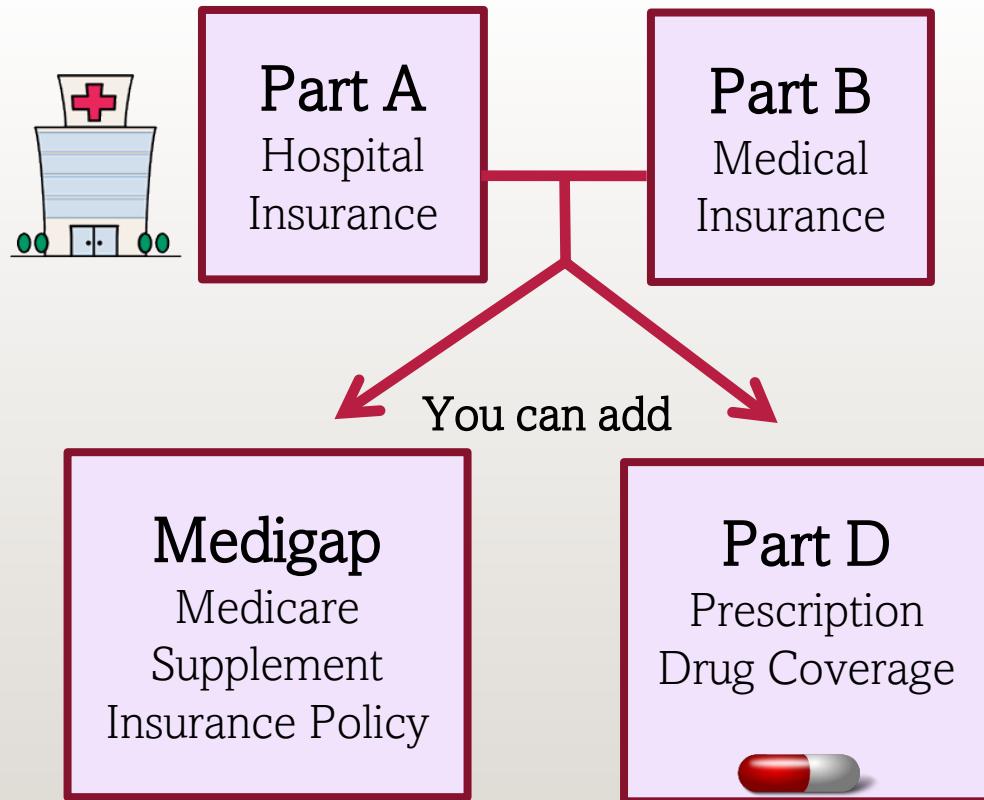 Part A
Hospital
Insurance
Part B
Medical
Insurance
You can add
Medigap
Medicare
Supplement
Insurance Policy
Part D
Prescription
Drug Coverage